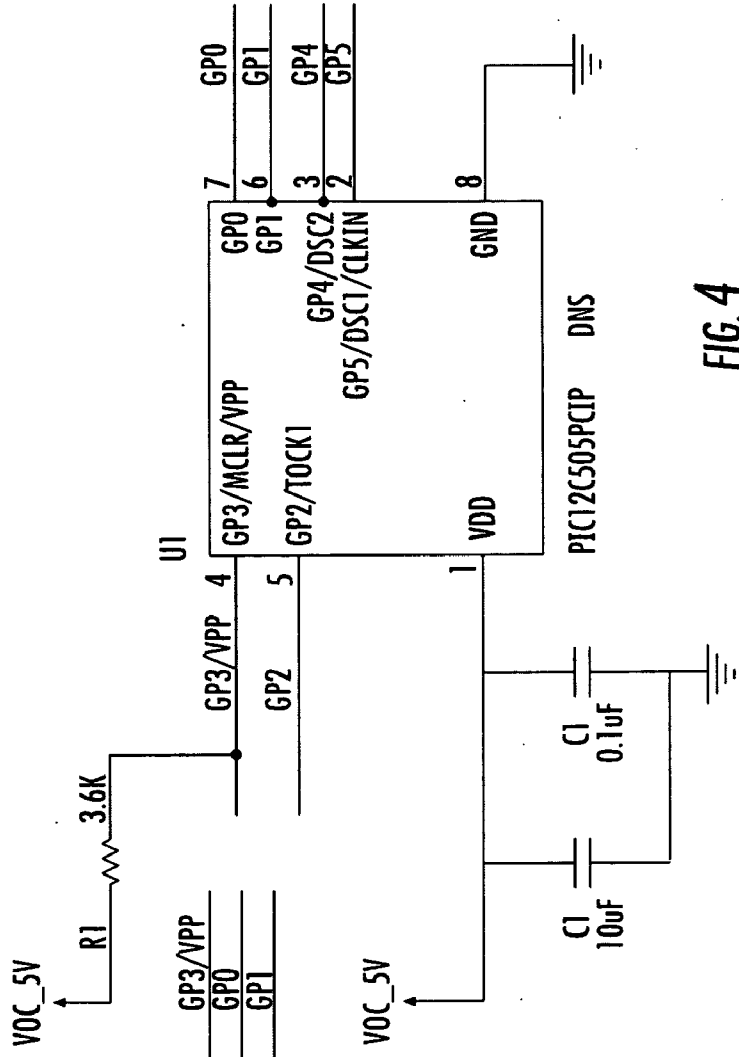 VOC_5V
R1
3.6K
U1
GP3/VPP
4
GP3/MCLR/VPP
GP0
7
GP0
GP1
6
GP1
GP2
5
GP2/TOCK1
GP4/DSC2
3
GP4
GP5/DSC1/CLKIN
2
GP5
GP3/VPP
GP0
GP1
VOC_5V
1
VDD
GND
8
C1
10uF
C1
0.1uF
PIC12C505PCIP
DNS
FIG. 4